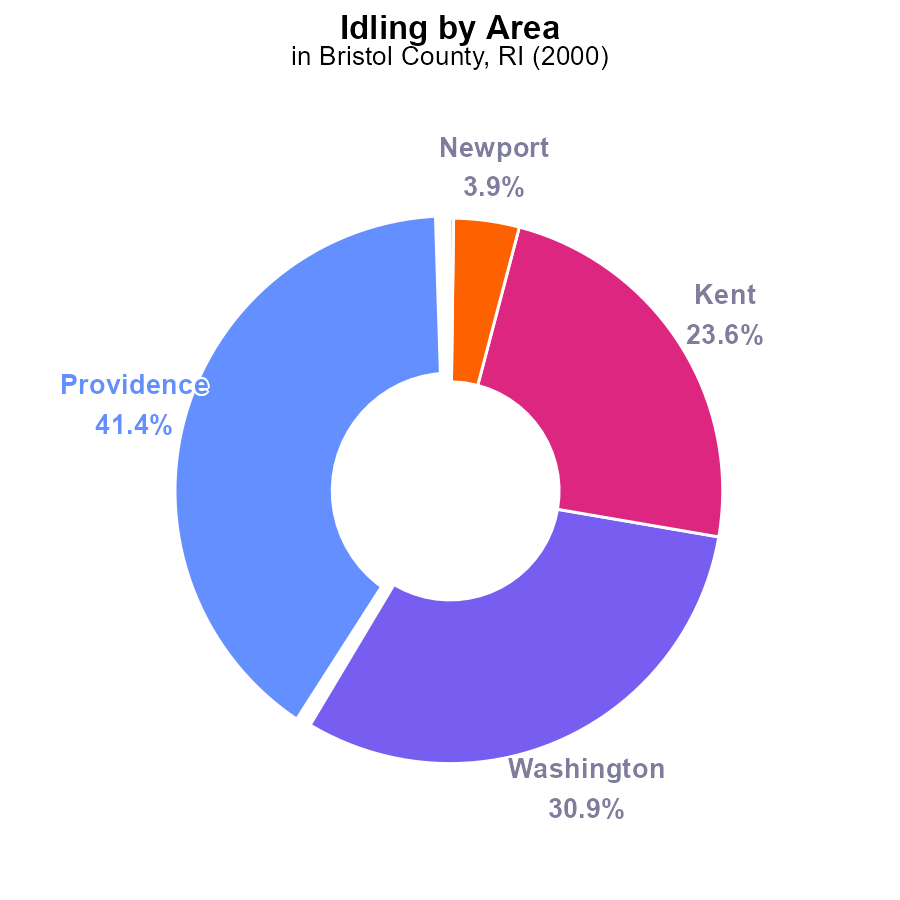 Idling by Area
in Bristol County, RI (2000)
Newport
3.9%
Kent
23.6%
Providence
41.4%
Washington
30.9%